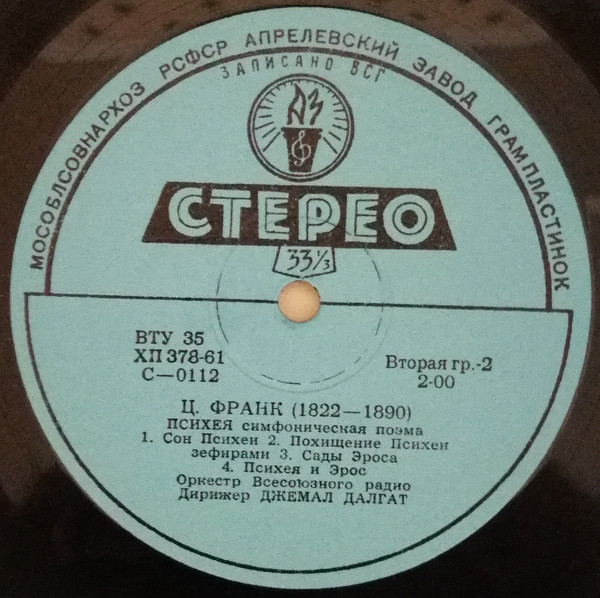 МОСОБЛСОВНАРХОЗ РСФСР АПРЕЛЕВСКИЙ ЗАВОД ГРАМПЛАСТИНОК
ЗАПИСАНО ВСГ
АЗ
СТЕРЕО
33⅓
ВТУ 35
ХП 378-61
С—0112
Вторая гр.-2
2-00
Ц. ФРАНК (1822—1890)
ПСИХЕЯ симфоническая поэма
1. Сон Психеи 2. Похищение Психеи
зефирами 3. Сады Эроса
4. Психея и Эрос
Оркестр Всесоюзного радио
Дирижер ДЖЕМАЛ ДАЛГАТ